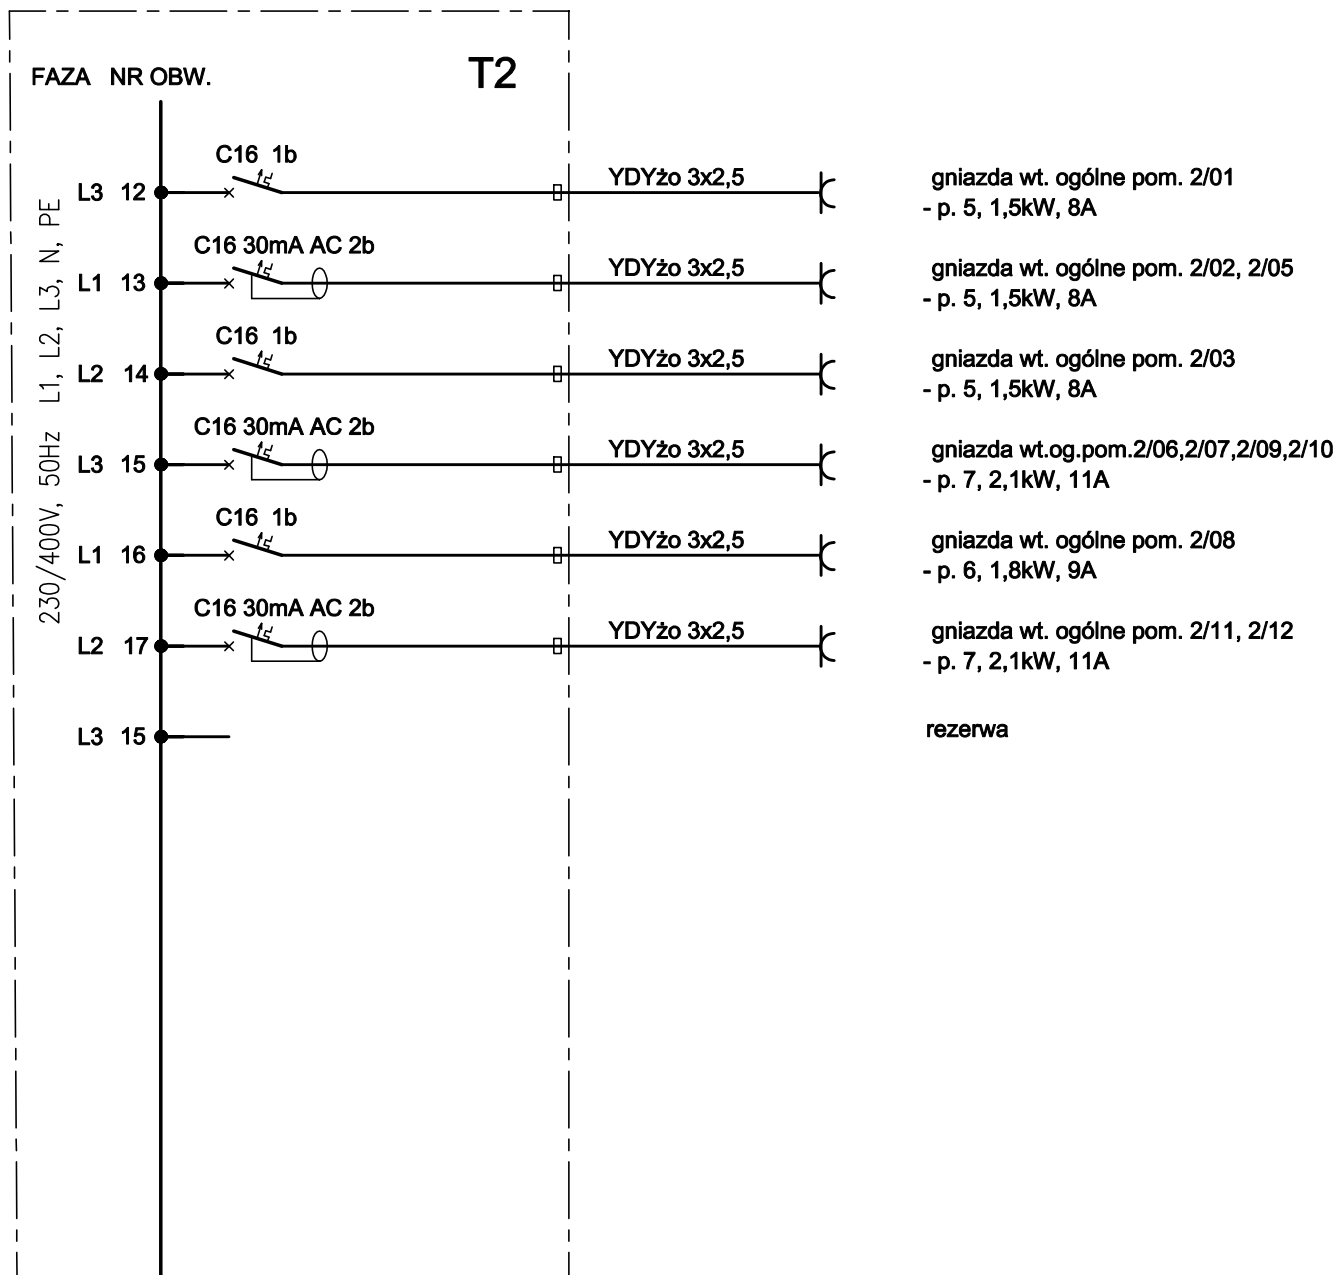 T2
FAZA NR OBW.
230/400V, 50Hz L1, L2, L3, N, PE
C16 1b
L3 12
YDYżo 3x2,5
gniazda wt. ogólne pom. 2/01
- p. 5, 1,5kW, 8A
C16 30mA AC 2b
L1 13
YDYżo 3x2,5
gniazda wt. ogólne pom. 2/02, 2/05
- p. 5, 1,5kW, 8A
C16 1b
L2 14
YDYżo 3x2,5
gniazda wt. ogólne pom. 2/03
- p. 5, 1,5kW, 8A
C16 30mA AC 2b
L3 15
YDYżo 3x2,5
gniazda wt.og.pom.2/06,2/07,2/09,2/10
- p. 7, 2,1kW, 11A
C16 1b
L1 16
YDYżo 3x2,5
gniazda wt. ogólne pom. 2/08
- p. 6, 1,8kW, 9A
C16 30mA AC 2b
L2 17
YDYżo 3x2,5
gniazda wt. ogólne pom. 2/11, 2/12
- p. 7, 2,1kW, 11A
L3 15
rezerwa